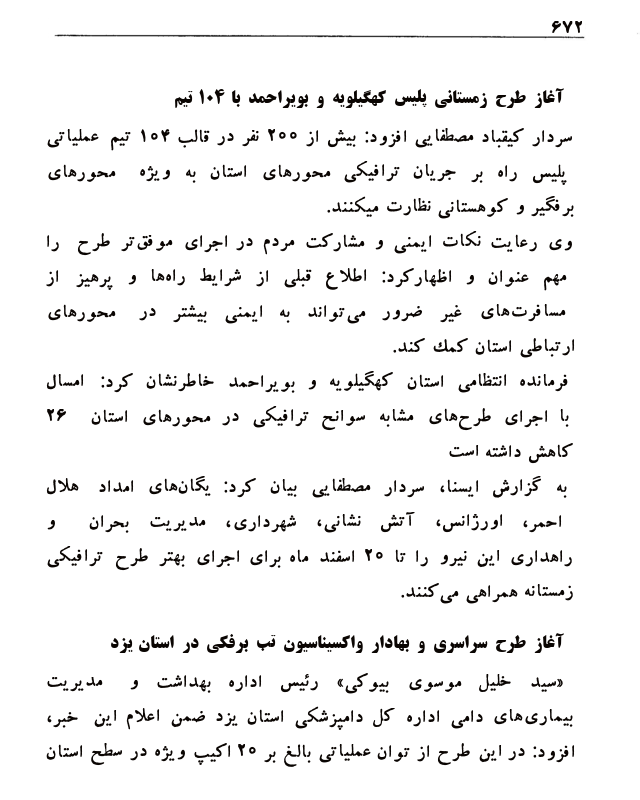 ۶۷۲
آغاز طرح زمستانی پلیس کهگیلویه و بویراحمد با ۱۰۴ تیم
سردار کیقباد مصطفایی افزود: بیش از ۲۰۰ نفر در قالب ۱۰۴ تیم عملیاتی
پلیس راه بر جریان ترافیکی محورهای استان به ویژه محورهای
برفگیر و کوهستانی نظارت میکنند.
وی رعایت نکات ایمنی و مشارکت مردم در اجرای موفق‌تر طرح را
مهم عنوان و اظهارکرد: اطلاع قبلی از شرایط راه‌ها و پرهیز از
مسافرت‌های غیر ضرور می‌تواند به ایمنی بیشتر در محورهای
ارتباطی استان کمك کند.
فرمانده انتظامی استان کهگیلویه و بویراحمد خاطرنشان کرد: امسال
با اجرای طرح‌های مشابه سوانح ترافیکی در محورهای استان ۲۶
کاهش داشته است
به گزارش ایسنا، سردار مصطفایی بیان کرد: یگان‌های امداد هلال
احمر، اورژانس، آتش نشانی، شهرداری، مدیریت بحران و
راهداری این نیرو را تا ۲۰ اسفند ماه برای اجرای بهتر طرح ترافیکی
زمستانه همراهی می‌کنند.
آغاز طرح سراسری و بهادار واکسیناسیون تب برفکی در استان یزد
«سید خلیل موسوی بیوکی» رئیس اداره بهداشت و مدیریت
بیماری‌های دامی اداره کل دامپزشکی استان یزد ضمن اعلام این خبر،
افزود: در این طرح از توان عملیاتی بالغ بر ۲۰ اکیپ ویژه در سطح استان